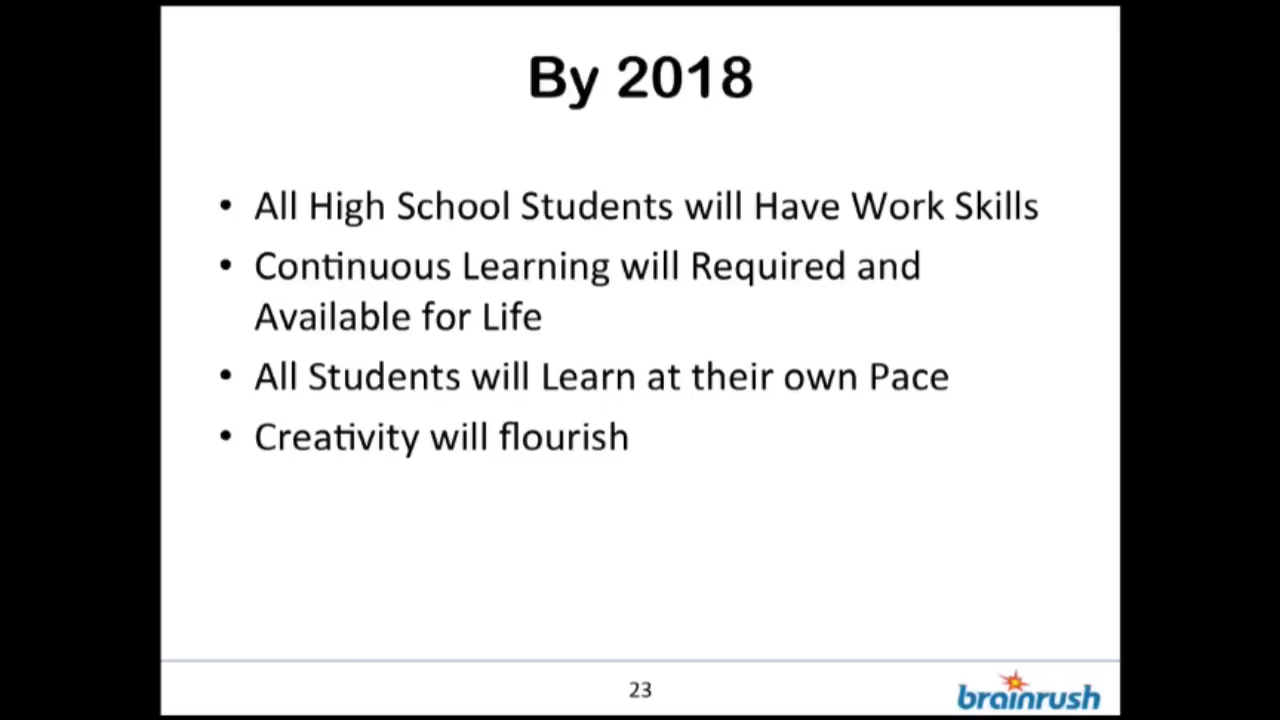 By 2018
• All High School Students will Have Work Skills
• Continuous Learning will Required and
Available for Life
• All Students will Learn at their own Pace
• Creativity will flourish
23
brainrush